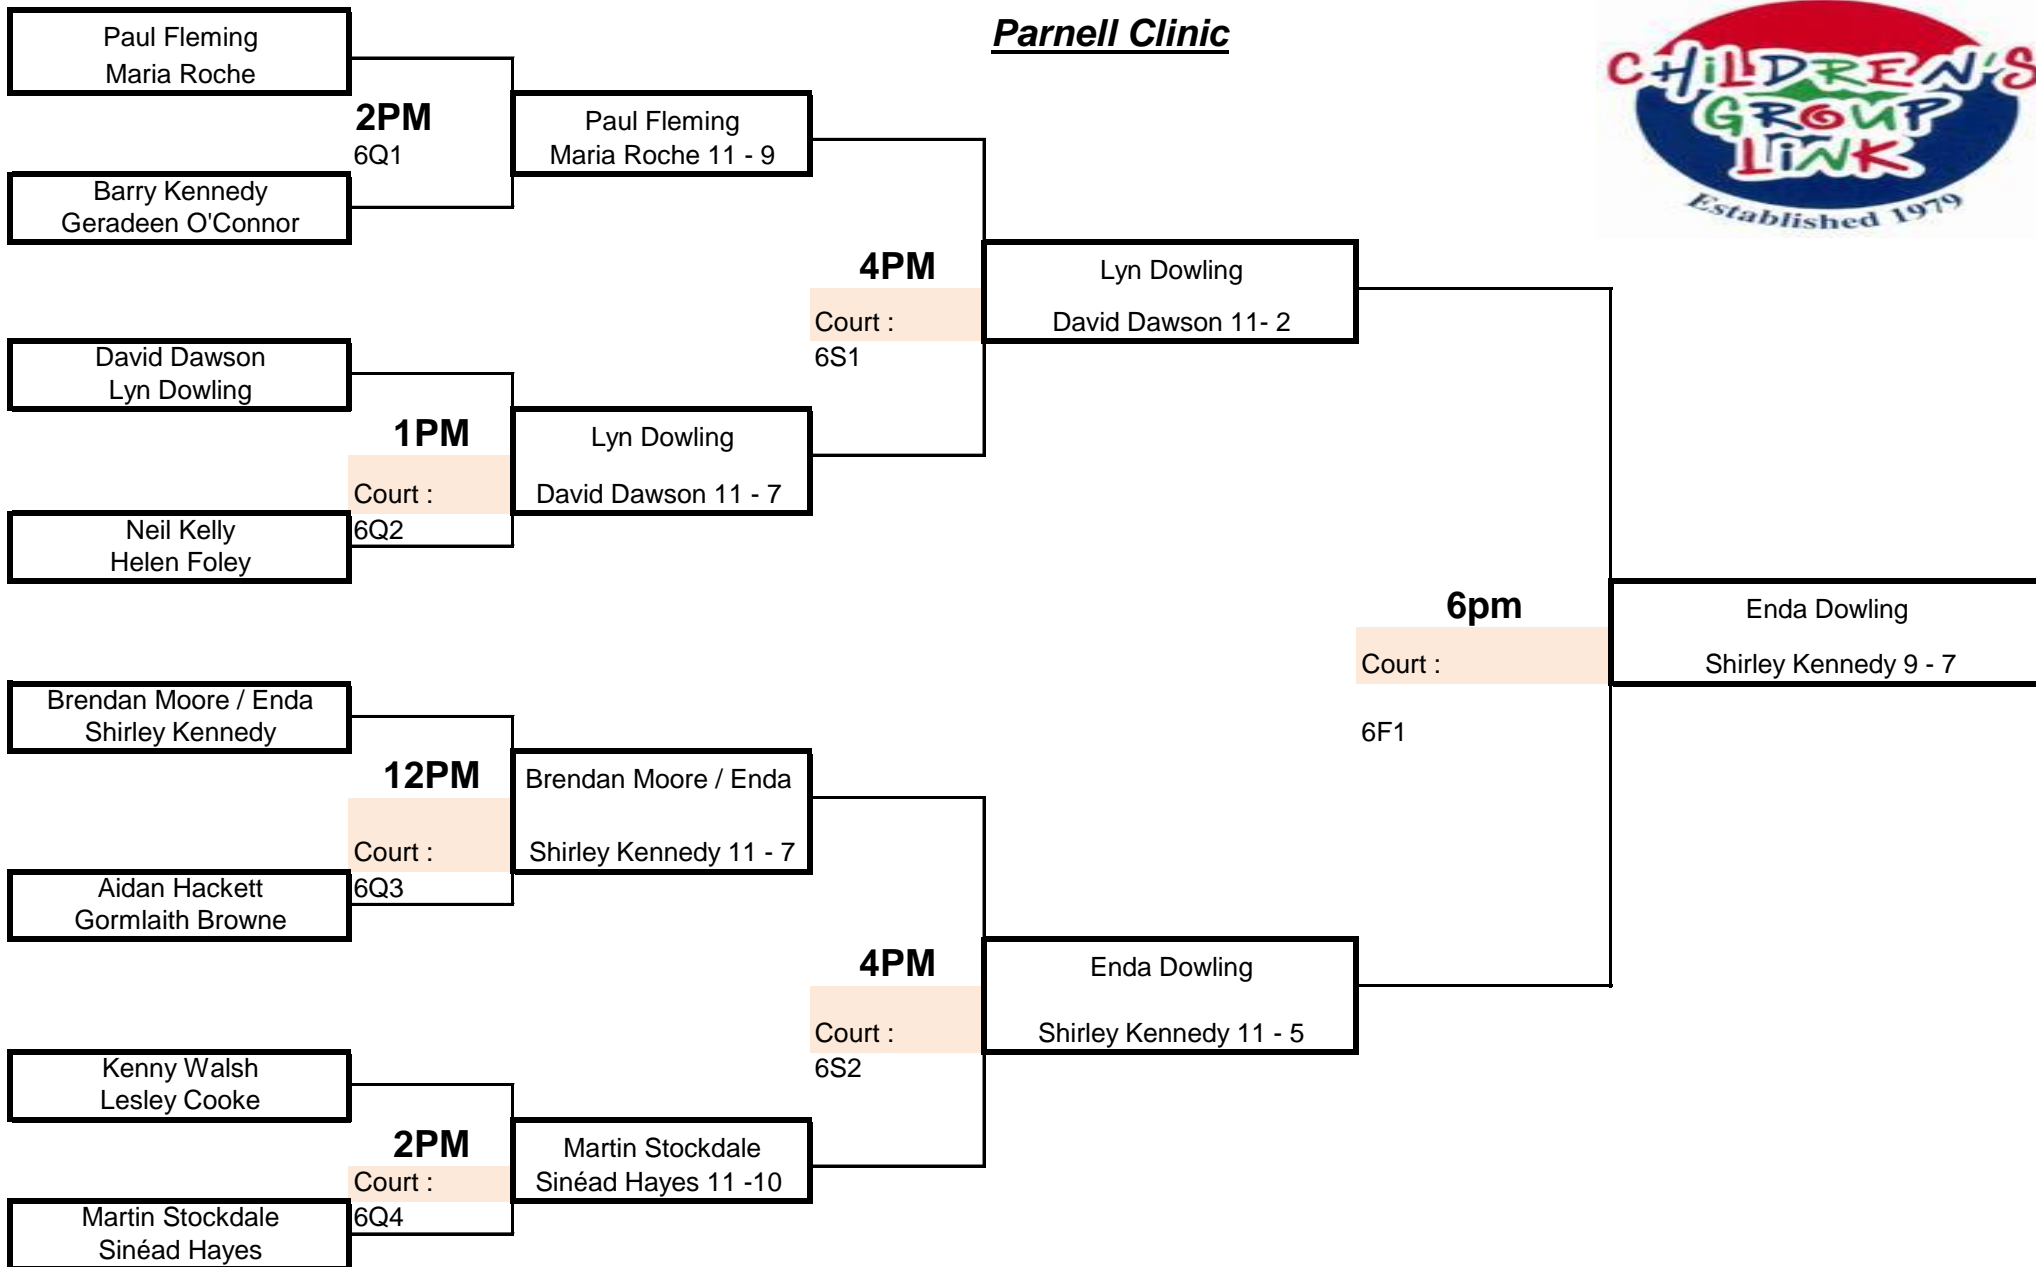 Parnell Clinic
CHiLDREN'S
GROUP
LiNK
Established 1979
Paul Fleming
Maria Roche
2PM
6Q1
Paul Fleming
Maria Roche 11 - 9
Barry Kennedy
Geradeen O'Connor
4PM
Court :
6S1
Lyn Dowling
David Dawson 11- 2
David Dawson
Lyn Dowling
1PM
Court :
6Q2
Lyn Dowling
David Dawson 11 - 7
Neil Kelly
Helen Foley
6pm
Court :
6F1
Enda Dowling
Shirley Kennedy 9 - 7
Brendan Moore / Enda
Shirley Kennedy
12PM
Court :
6Q3
Brendan Moore / Enda
Shirley Kennedy 11 - 7
Aidan Hackett
Gormlaith Browne
4PM
Court :
6S2
Enda Dowling
Shirley Kennedy 11 - 5
Kenny Walsh
Lesley Cooke
2PM
Court :
6Q4
Martin Stockdale
Sinéad Hayes 11 -10
Martin Stockdale
Sinéad Hayes